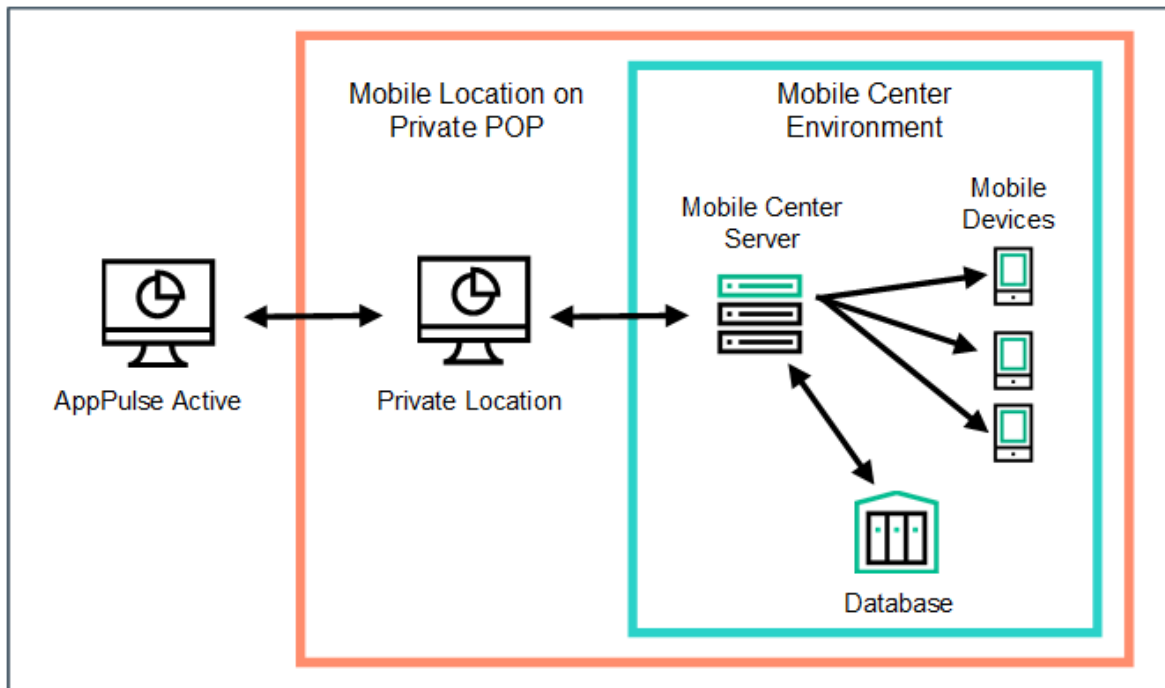 Mobile Location on
Private POP
Mobile Center
Environment
Mobile Center
Server
Mobile
Devices
AppPulse Active
Private Location
Database